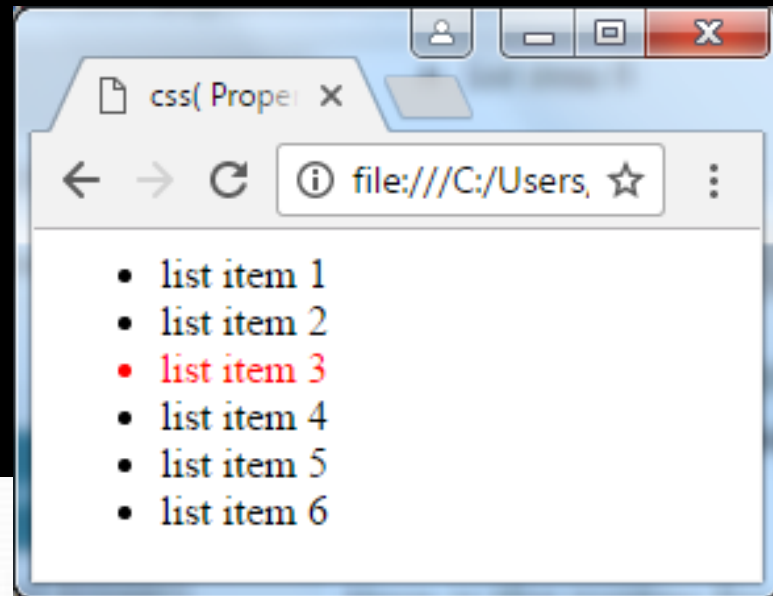 css( Proper
file:///C:/Users,
list item 1
list item 2
list item 3
list item 4
list item 5
list item 6